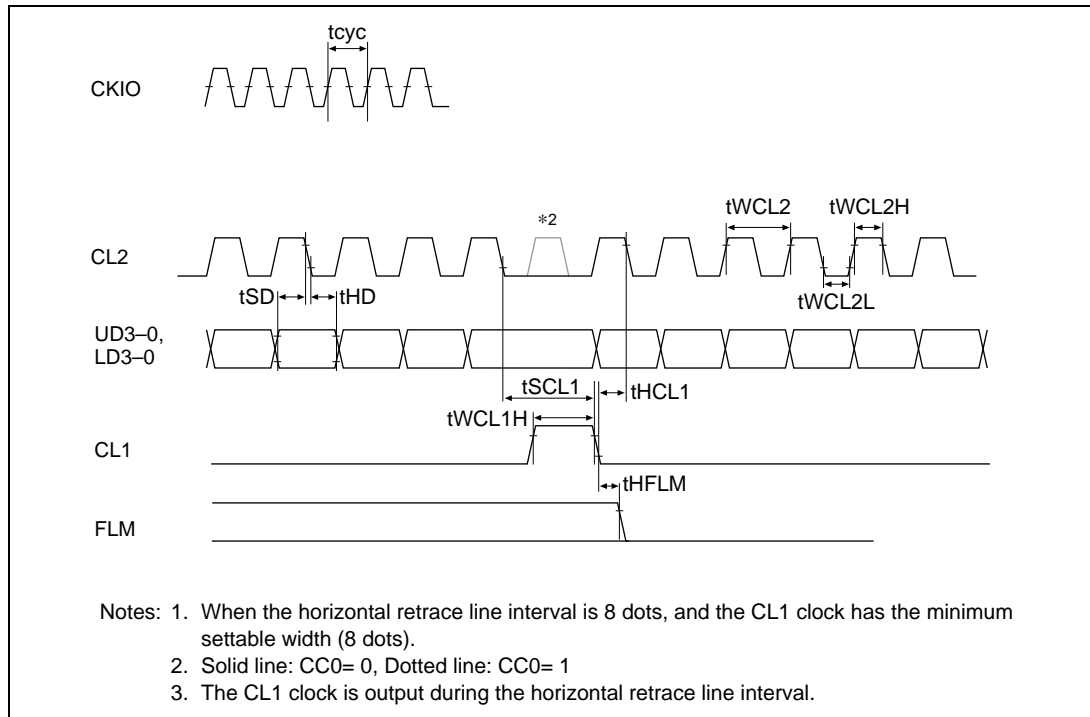 tcyc
CKIO
*2
tWCL2
tWCL2H
CL2
tSD
tHD
tWCL2L
UD3–0,
LD3–0
tSCL1
tHCL1
tWCL1H
CL1
tHFLM
FLM
Notes: 1. When the horizontal retrace line interval is 8 dots, and the CL1 clock has the minimum
settable width (8 dots).
2. Solid line: CC0= 0, Dotted line: CC0= 1
3. The CL1 clock is output during the horizontal retrace line interval.